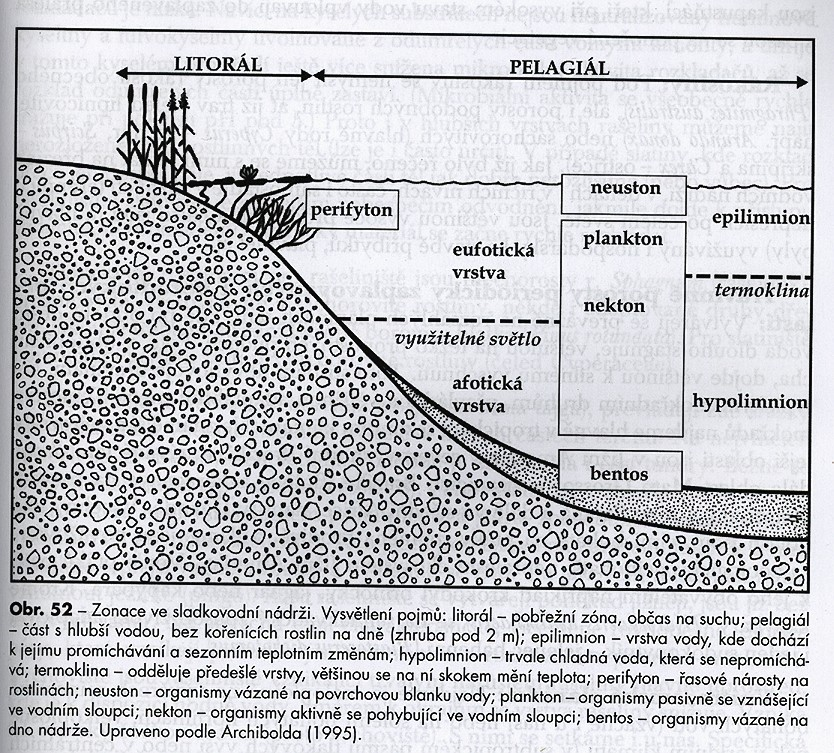 LITORÁL
PELAGIÁL
neuston
perifyton
epilimnion
plankton
eufotická
vrstva
termoklina
nekton
využitelné světlo
afotická
vrstva
hypolimnion
bentos
Obr. 52 – Zonace ve sladkovodní nádrži. Vysvětlení pojmů: litorál – pobřežní zóna, občas na suchu; pelagiál
– část s hlubší vodou, bez kořenících rostlin na dně (zhruba pod 2 m); epilimnion – vrstva vody, kde dochází
k jejímu promíchávání a sezonním teplotním změnám; hypolimnion – trvale chladná voda, která se nepromíchá-
vá; termoklina – odděluje předešlé vrstvy, většinou se na ní skokem mění teplota; perifyton – řasové nárosty na
rostlinách; neuston – organismy vázané na povrchovou blanku vody; plankton – organismy pasivně se vznášející
ve vodním sloupci; nekton – organismy aktivně se pohybující ve vodním sloupci; bentos – organismy vázané na
dno nádrže. Upraveno podle Archibolda (1995).